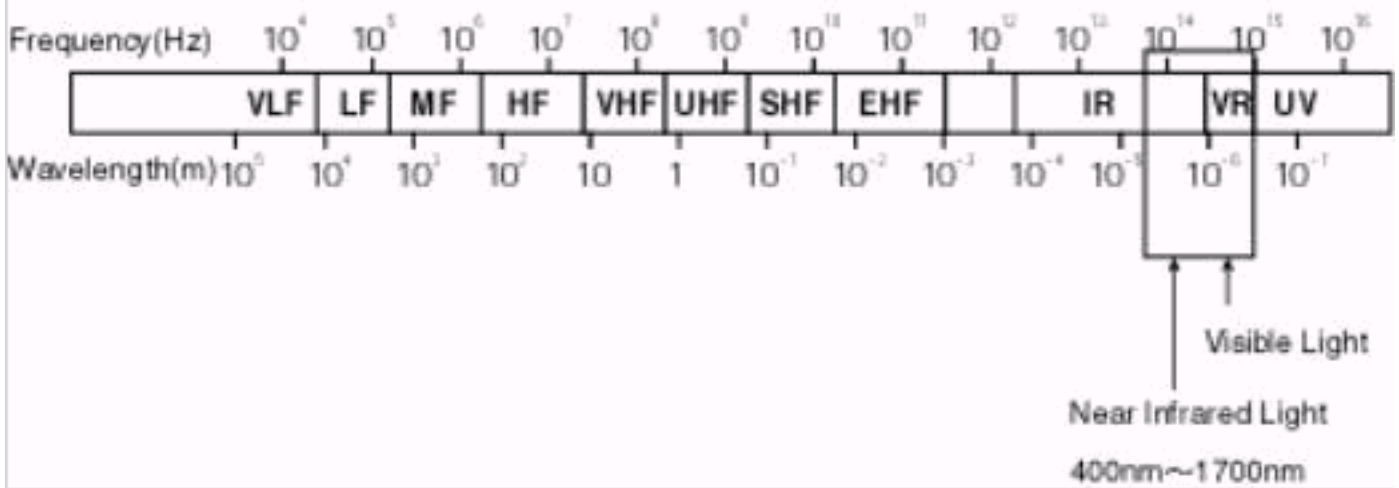 Frequency(Hz) 10⁴ 10⁵ 10⁶ 10⁷ 10⁸ 10⁹ 10¹⁰ 10¹¹ 10¹² 10¹³ 10¹⁴ 10¹⁵ 10¹⁶
VLF LF MF HF VHF UHF SHF EHF IR VR UV
Wavelength(m) 10⁵ 10⁴ 10³ 10² 10 1 10⁻¹ 10⁻² 10⁻³ 10⁻⁴ 10⁻⁵ 10⁻⁶ 10⁻⁷
Visible Light
Near Infrared Light
400nm～1700nm